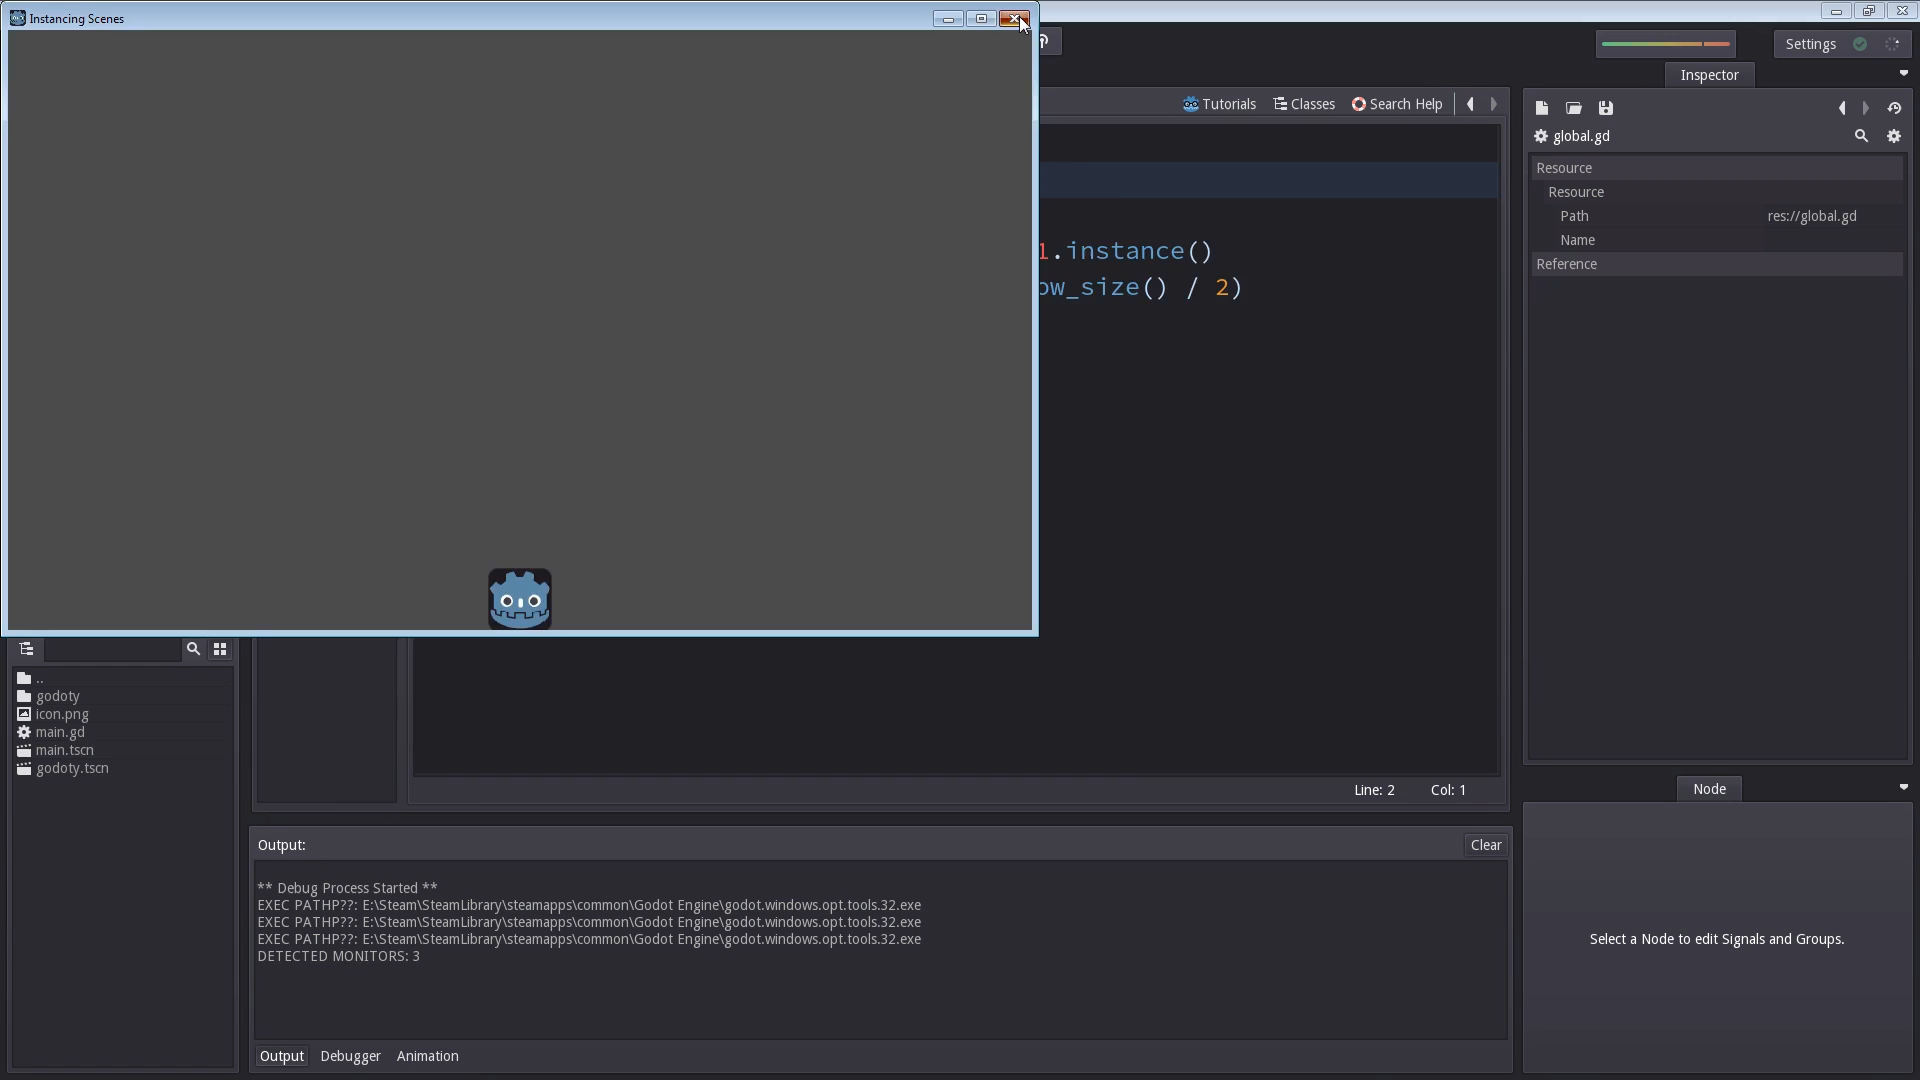 Instancing Scenes
Settings
Inspector
Tutorials Classes Search Help
global.gd
Resource
Resource
Path res://global.gd
Name
Reference
1.instance()
ow_size() / 2)
..
godoty
icon.png
main.gd
main.tscn
godoty.tscn
Line: 2 Col: 1
Node
Select a Node to edit Signals and Groups.
Output:
Clear
** Debug Process Started **
EXEC PATHP??: E:\Steam\SteamLibrary\steamapps\common\Godot Engine\godot.windows.opt.tools.32.exe
EXEC PATHP??: E:\Steam\SteamLibrary\steamapps\common\Godot Engine\godot.windows.opt.tools.32.exe
EXEC PATHP??: E:\Steam\SteamLibrary\steamapps\common\Godot Engine\godot.windows.opt.tools.32.exe
DETECTED MONITORS: 3
Output Debugger Animation